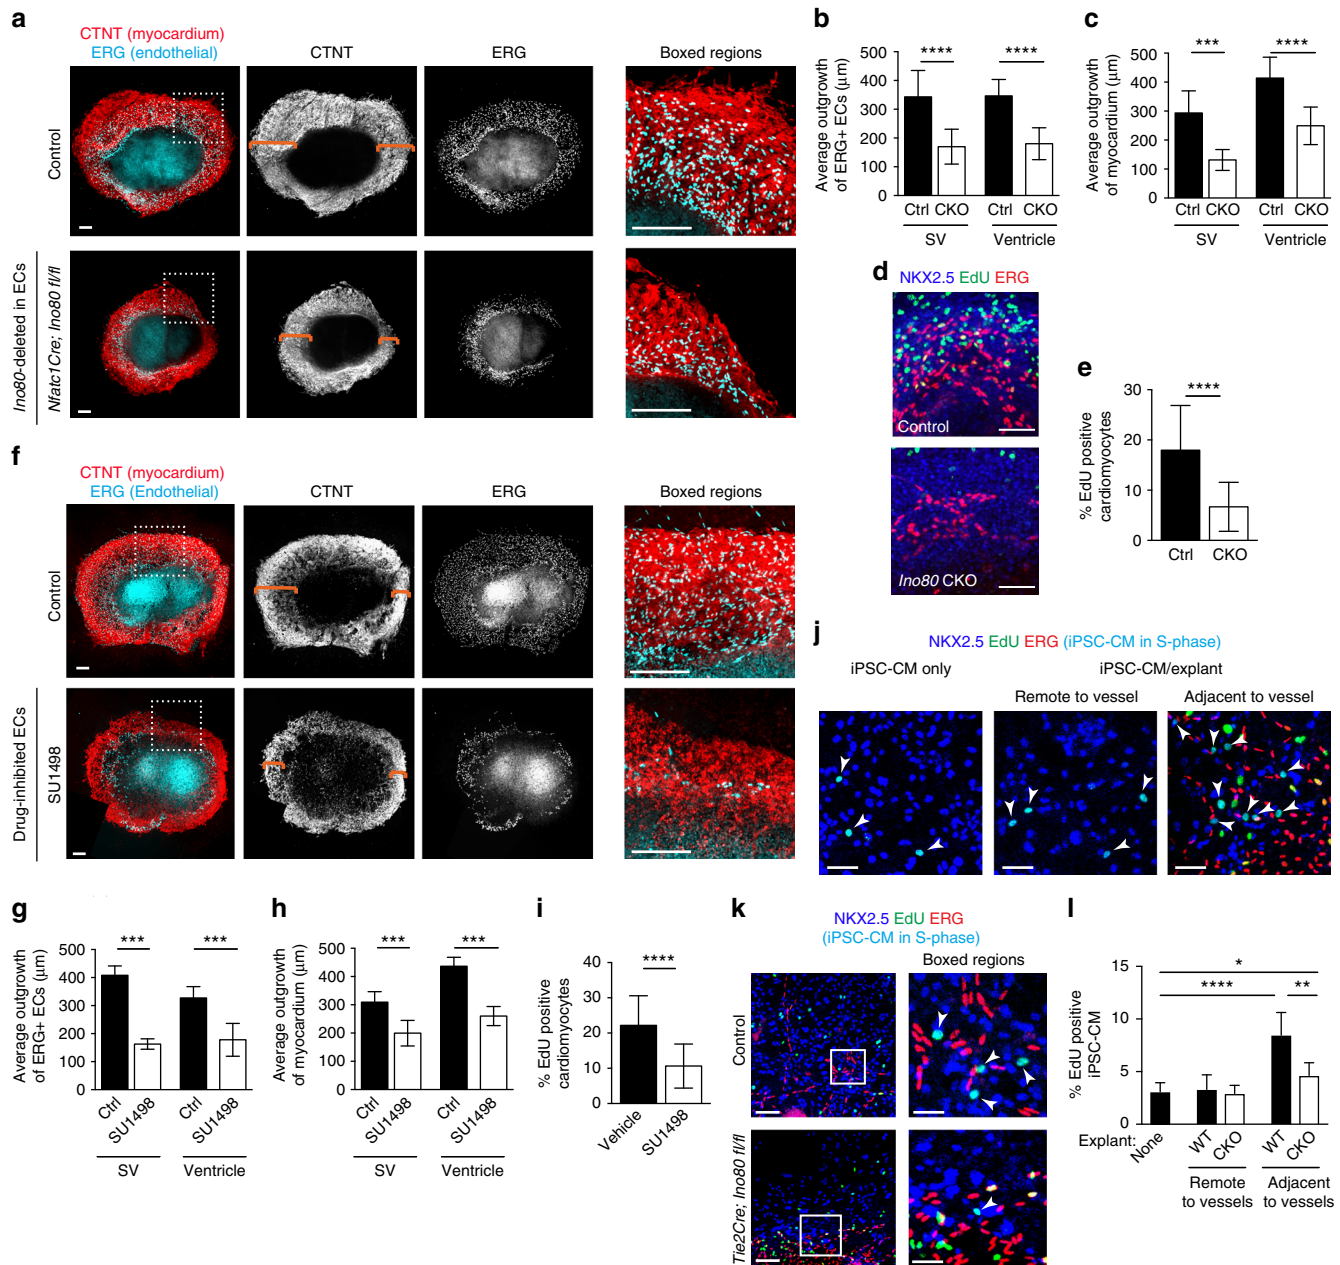 a
CTNT (myocardium)
ERG (endothelial)
CTNT
ERG
Boxed regions
Control
Ino80-deleted in ECs
Nfatc1Cre; Ino80 fl/fl
b
Average outgrowth
of ERG+ ECs (μm)
500
400
300
200
100
0
****
****
Ctrl CKO
Ctrl CKO
SV
Ventricle
c
Average outgrowth
of myocardium (μm)
500
400
300
200
100
0
***
****
Ctrl CKO
Ctrl CKO
SV
Ventricle
d
NKX2.5 EdU ERG
Control
Ino80 CKO
e
% EdU positive
cardiomyocytes
30
20
10
0
****
Ctrl
CKO
f
CTNT (myocardium)
ERG (Endothelial)
CTNT
ERG
Boxed regions
Control
Drug-inhibited ECs
SU1498
g
Average outgrowth
of ERG+ ECs (μm)
500
400
300
200
100
0
***
***
Ctrl
SU1498
Ctrl
SU1498
SV
Ventricle
h
Average outgrowth
of myocardium (μm)
500
400
300
200
100
0
***
***
Ctrl
SU1498
Ctrl
SU1498
SV
Ventricle
i
% EdU positive
cardiomyocytes
40
30
20
10
0
****
Vehicle
SU1498
j
NKX2.5 EdU ERG (iPSC-CM in S-phase)
iPSC-CM only
iPSC-CM/explant
Remote to vessel
Adjacent to vessel
k
NKX2.5 EdU ERG
(iPSC-CM in S-phase)
Boxed regions
Control
Tie2Cre; Ino80 fl/fl
l
% EdU positive
iPSC-CM
15
10
5
0
*
****
**
Explant:
None
WT
CKO
WT
CKO
Remote
to vessels
Adjacent
to vessels